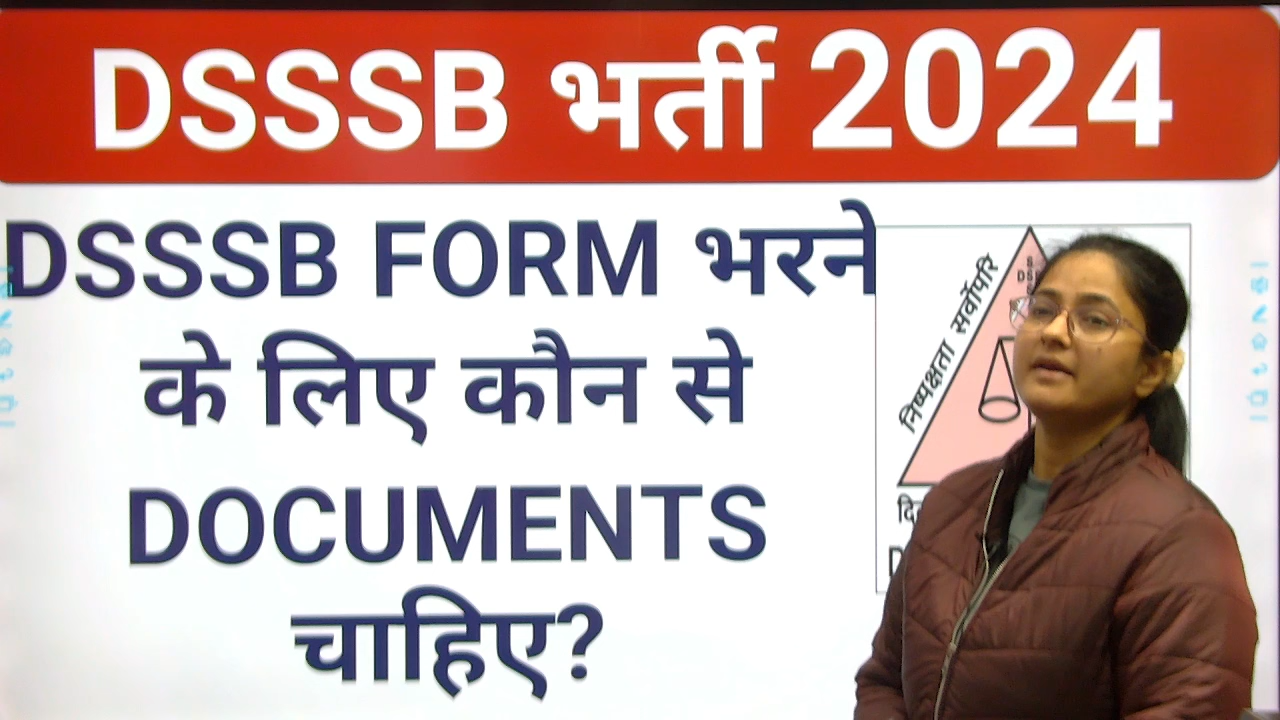 DSSSB भर्ती 2024
DSSSB FORM भरने
के लिए कौन से
DOCUMENTS
चाहिए?
निष्पक्षता सर्वोपरि